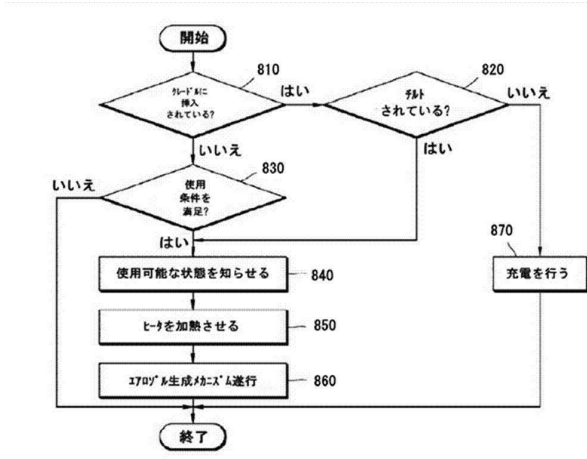 開始
810
ｸﾚｰﾄﾞﾙに
挿入
されている?
はい
820
ﾁﾙﾄ
されている?
いいえ
いいえ
はい
830
使用
条件を
満足?
いいえ
はい
870
使用可能な状態を知らせる
840
充電を行う
ﾋｰﾀを加熱させる
850
ｴｱﾛｿﾞﾙ生成ﾒｶﾆｽﾞﾑ遂行
860
終了